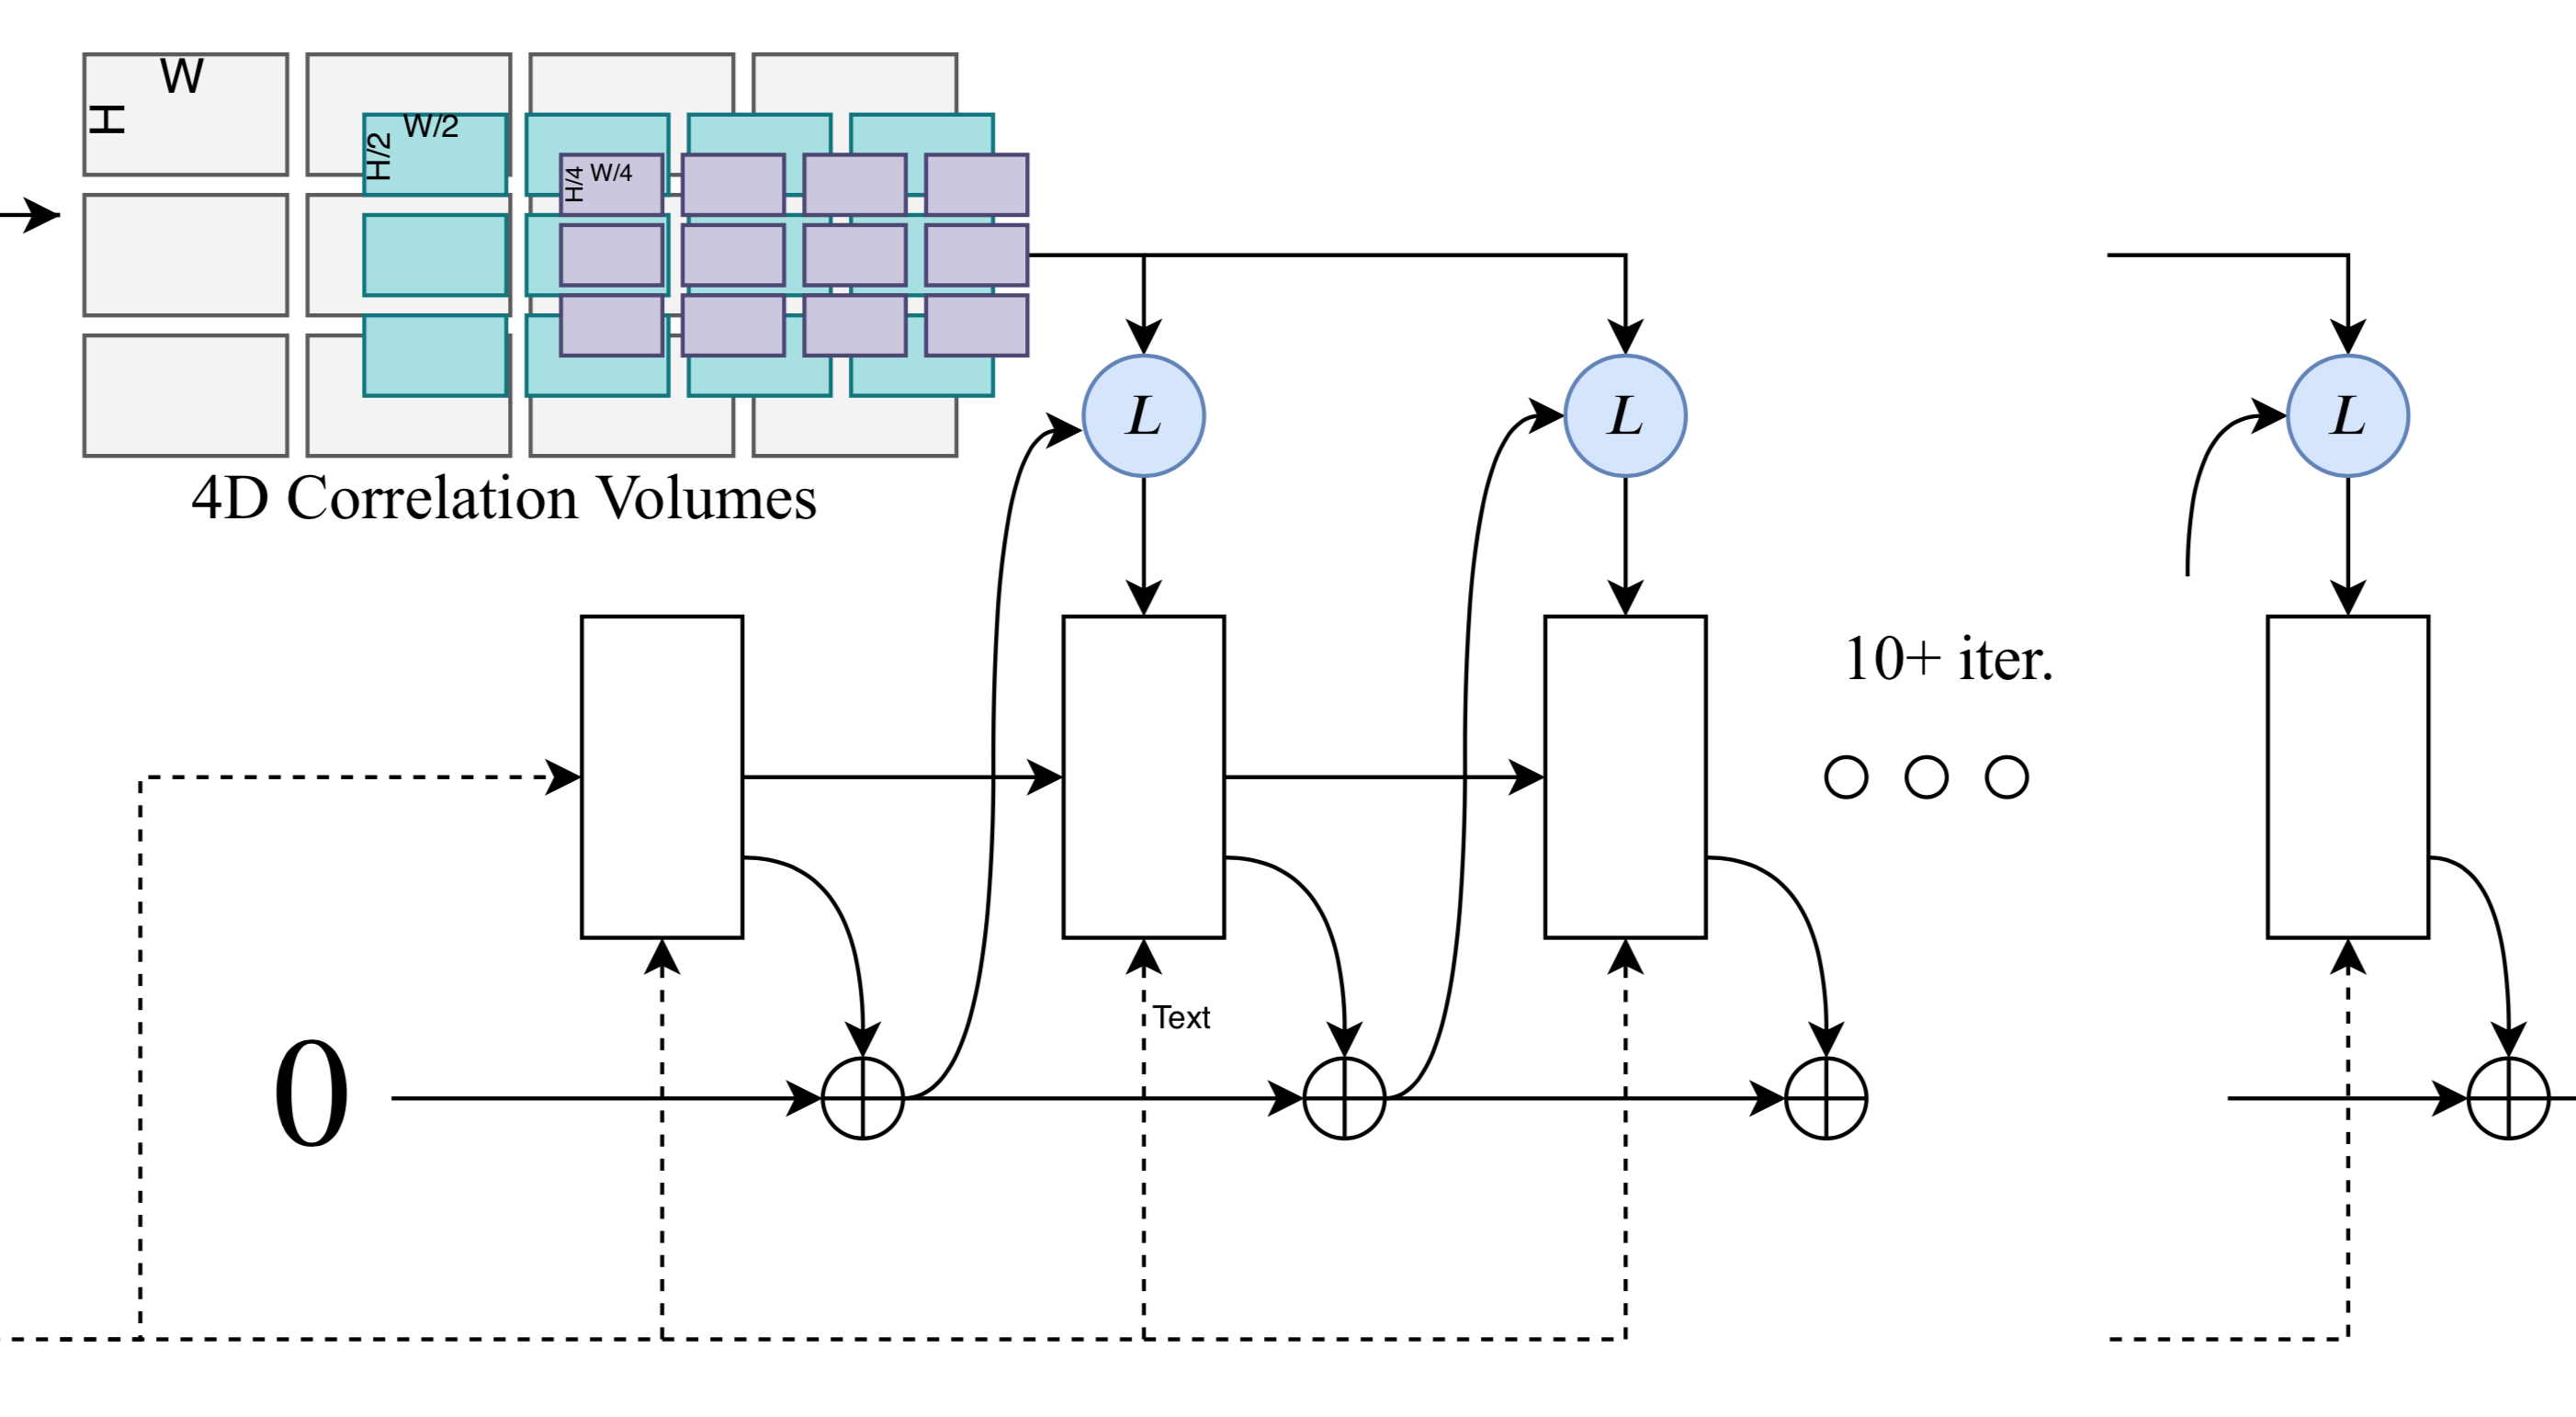 W
H
W/2
H/2
W/4
H/4
4D Correlation Volumes
L
L
L
10+ iter.
Text
0